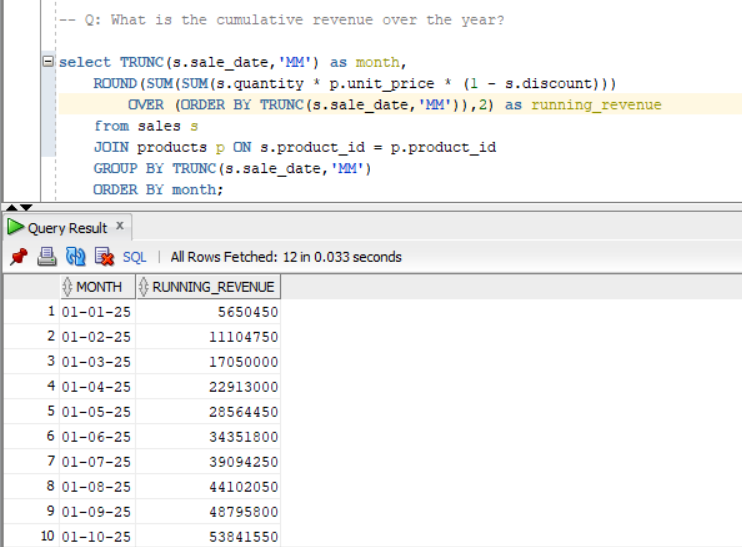 -- Q: What is the cumulative revenue over the year?
select TRUNC(s.sale_date,'MM') as month,
ROUND(SUM(SUM(s.quantity * p.unit_price * (1 - s.discount)))
OVER (ORDER BY TRUNC(s.sale_date,'MM')),2) as running_revenue
from sales s
JOIN products p ON s.product_id = p.product_id
GROUP BY TRUNC(s.sale_date,'MM')
ORDER BY month;
Query Result x
SQL | All Rows Fetched: 12 in 0.033 seconds
MONTH RUNNING_REVENUE
1 01-01-25 5650450
2 01-02-25 11104750
3 01-03-25 17050000
4 01-04-25 22913000
5 01-05-25 28564450
6 01-06-25 34351800
7 01-07-25 39094250
8 01-08-25 44102050
9 01-09-25 48795800
10 01-10-25 53841550